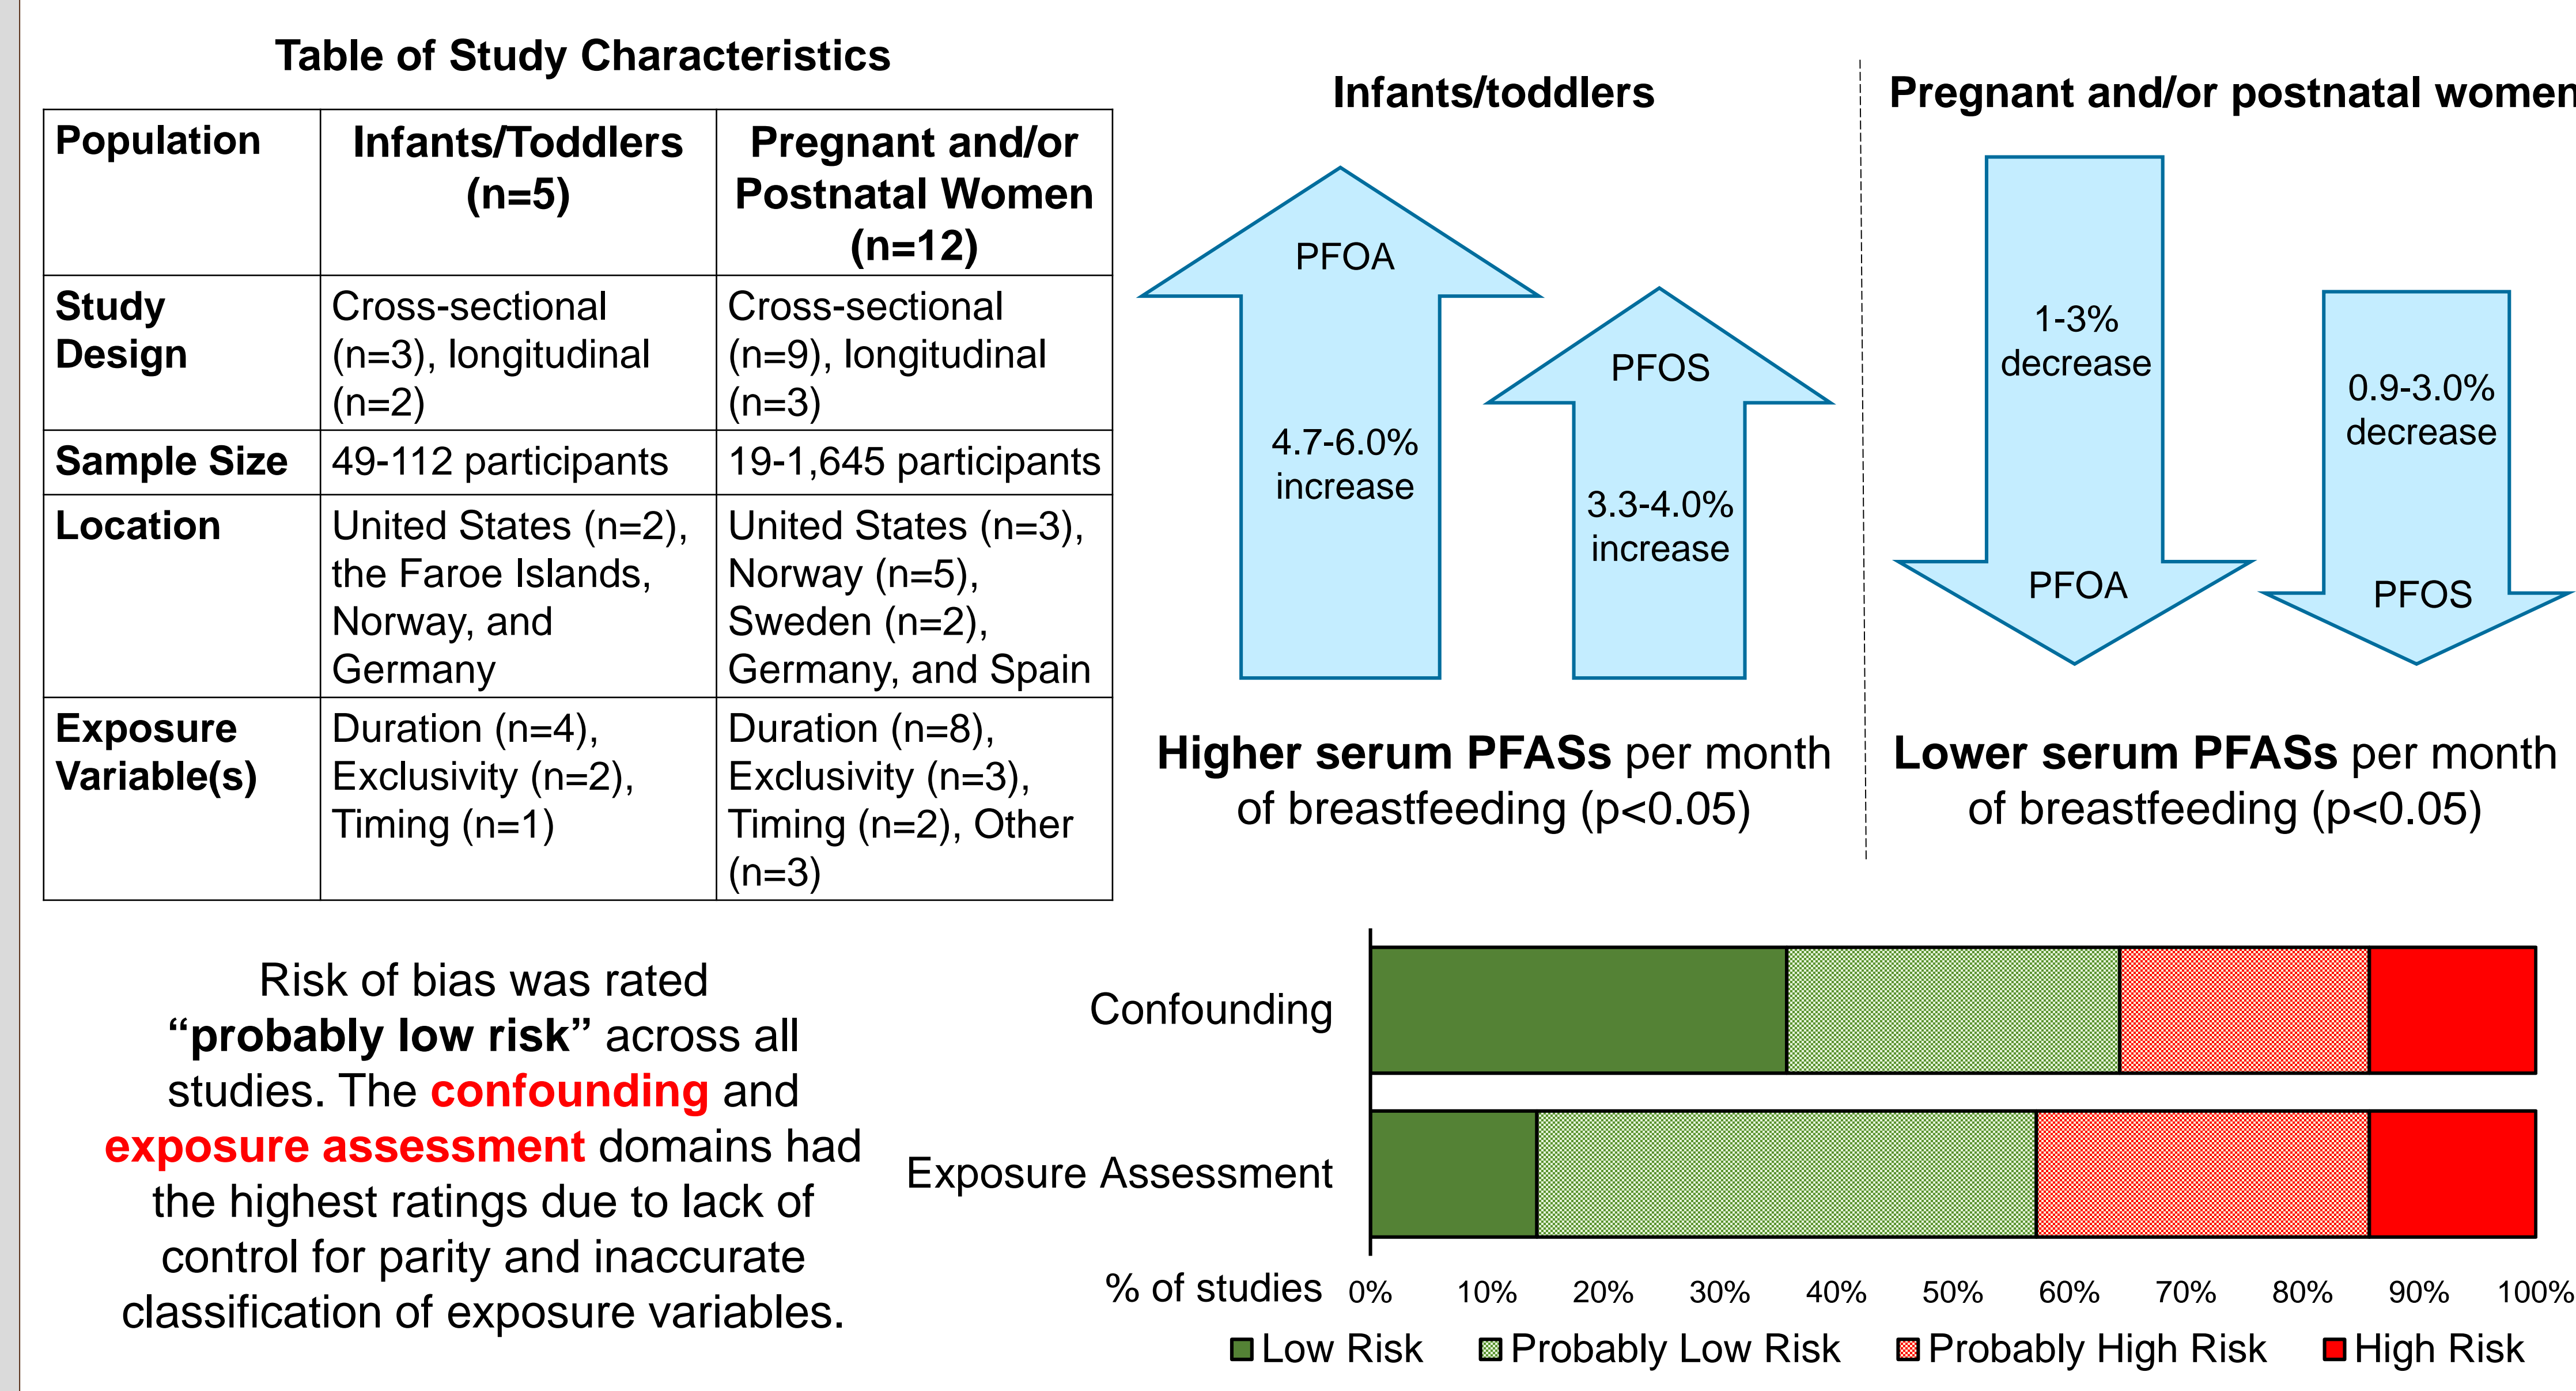 Table of Study Characteristics
Population
Infants/Toddlers
(n=5)
Pregnant and/or
Postnatal Women
(n=12)
Study
Design
Cross-sectional
(n=3), longitudinal
(n=2)
Cross-sectional
(n=9), longitudinal
(n=3)
Sample Size
49-112 participants
19-1,645 participants
Location
United States (n=2),
the Faroe Islands,
Norway, and
Germany
United States (n=3),
Norway (n=5),
Sweden (n=2),
Germany, and Spain
Exposure
Variable(s)
Duration (n=4),
Exclusivity (n=2),
Timing (n=1)
Duration (n=8),
Exclusivity (n=3),
Timing (n=2), Other
(n=3)
Infants/toddlers
PFOA
4.7-6.0%
increase
PFOS
3.3-4.0%
increase
Higher serum PFASs per month
of breastfeeding (p<0.05)
Pregnant and/or postnatal women
1-3%
decrease
PFOA
0.9-3.0%
decrease
PFOS
Lower serum PFASs per month
of breastfeeding (p<0.05)
Risk of bias was rated
“probably low risk” across all
studies. The confounding and
exposure assessment domains had
the highest ratings due to lack of
control for parity and inaccurate
classification of exposure variables.
Confounding
Exposure Assessment
% of studies 0% 10% 20% 30% 40% 50% 60% 70% 80% 90% 100%
Low Risk Probably Low Risk Probably High Risk High Risk